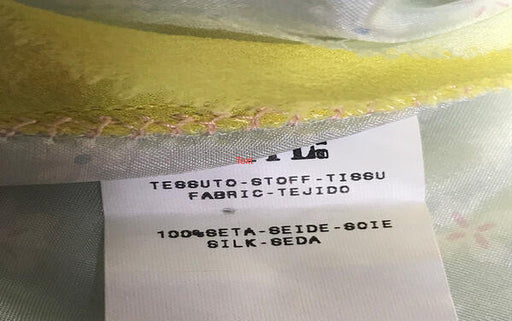 TESSUTO-STOFF-TISSU
FABRIC-TEJIDO
100%SETA-SEIDE-SOIE
SILK-SEDA